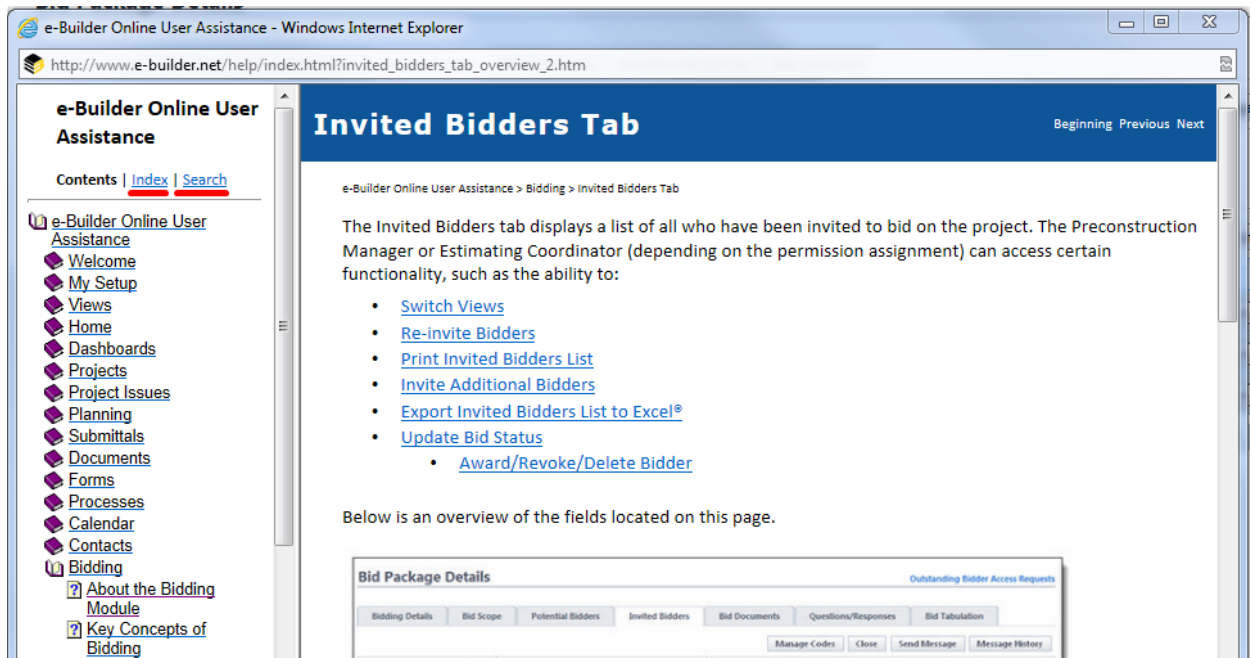 e-Builder Online User Assistance - Windows Internet Explorer
http://www.e-builder.net/help/index.html?invited_bidders_tab_overview_2.htm
e-Builder Online User
Assistance
Contents | Index | Search
e-Builder Online User
Assistance
Welcome
My Setup
Views
Home
Dashboards
Projects
Project Issues
Planning
Submittals
Documents
Forms
Processes
Calendar
Contacts
Bidding
About the Bidding
Module
Key Concepts of
Bidding
Invited Bidders Tab
Beginning Previous Next
e-Builder Online User Assistance > Bidding > Invited Bidders Tab
The Invited Bidders tab displays a list of all who have been invited to bid on the project. The Preconstruction
Manager or Estimating Coordinator (depending on the permission assignment) can access certain
functionality, such as the ability to:
• Switch Views
• Re-invite Bidders
• Print Invited Bidders List
• Invite Additional Bidders
• Export Invited Bidders List to Excel®
• Update Bid Status
• Award/Revoke/Delete Bidder
Below is an overview of the fields located on this page.
Bid Package Details
Outstanding Bidder Access Requests
Bidding Details Bid Scope Potential Bidders Invited Bidders Bid Documents Questions/Responses Bid Tabulation
Manage Codes Close Send Message Message History